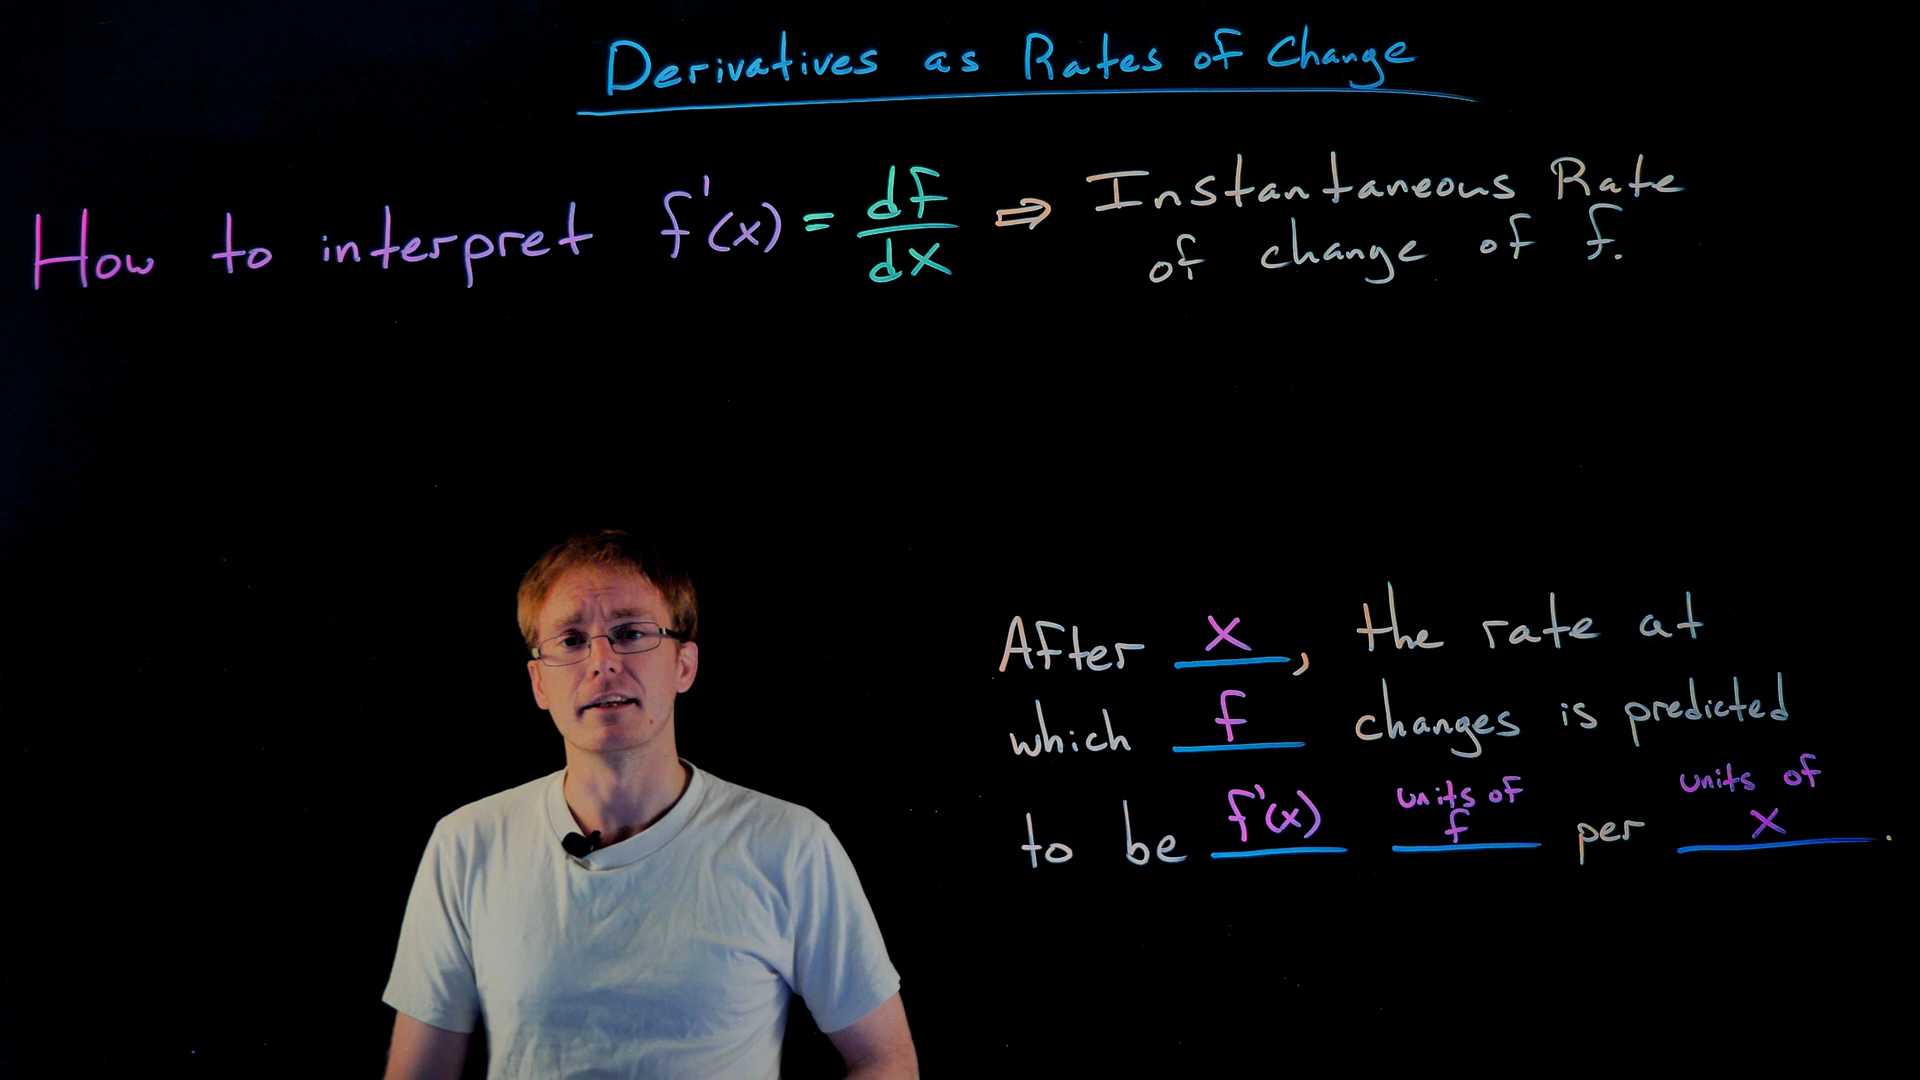 Derivatives as Rates of Change
How to interpret f'(x) = df/dx ⇒ Instantaneous Rate
of change of f.
After x, the rate at
which f changes is predicted
to be f'(x) units of f per units of x.